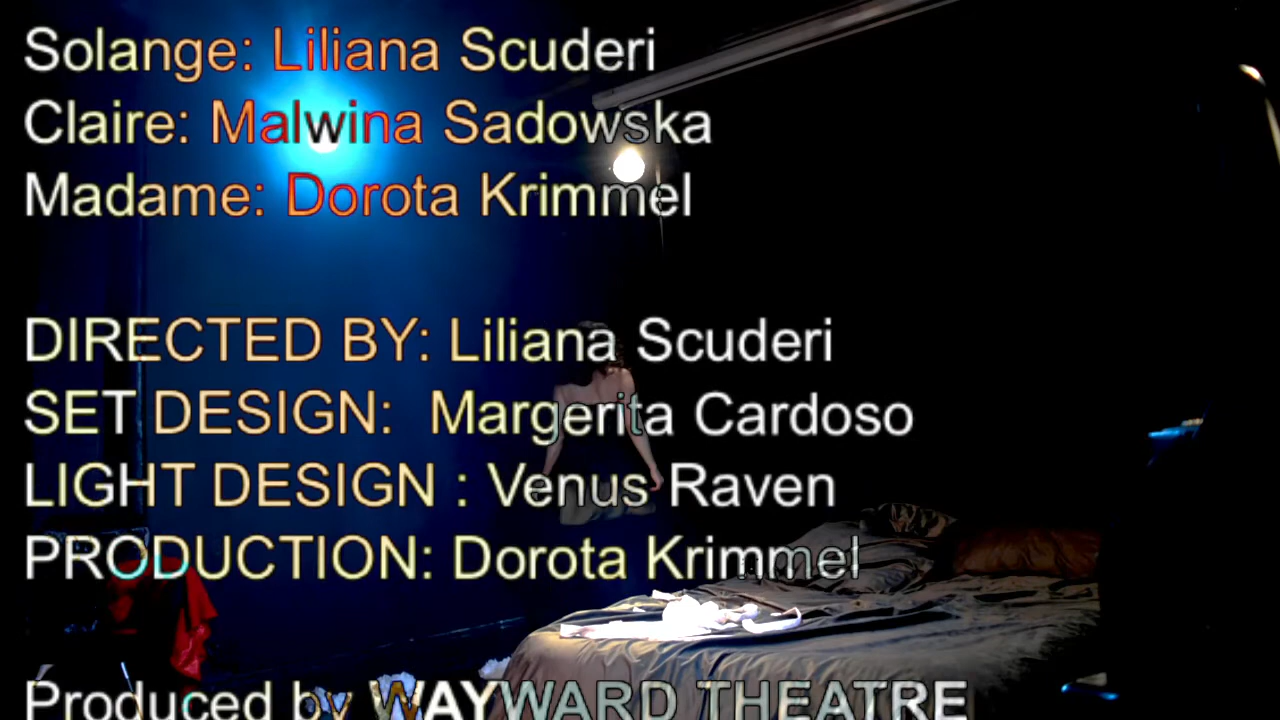 Solange: Liliana Scuderi
Claire: Malwina Sadowska
Madame: Dorota Krimmel
DIRECTED BY: Liliana Scuderi
SET DESIGN: Margerita Cardoso
LIGHT DESIGN : Venus Raven
PRODUCTION: Dorota Krimmel
Produced by WAYWARD THEATRE